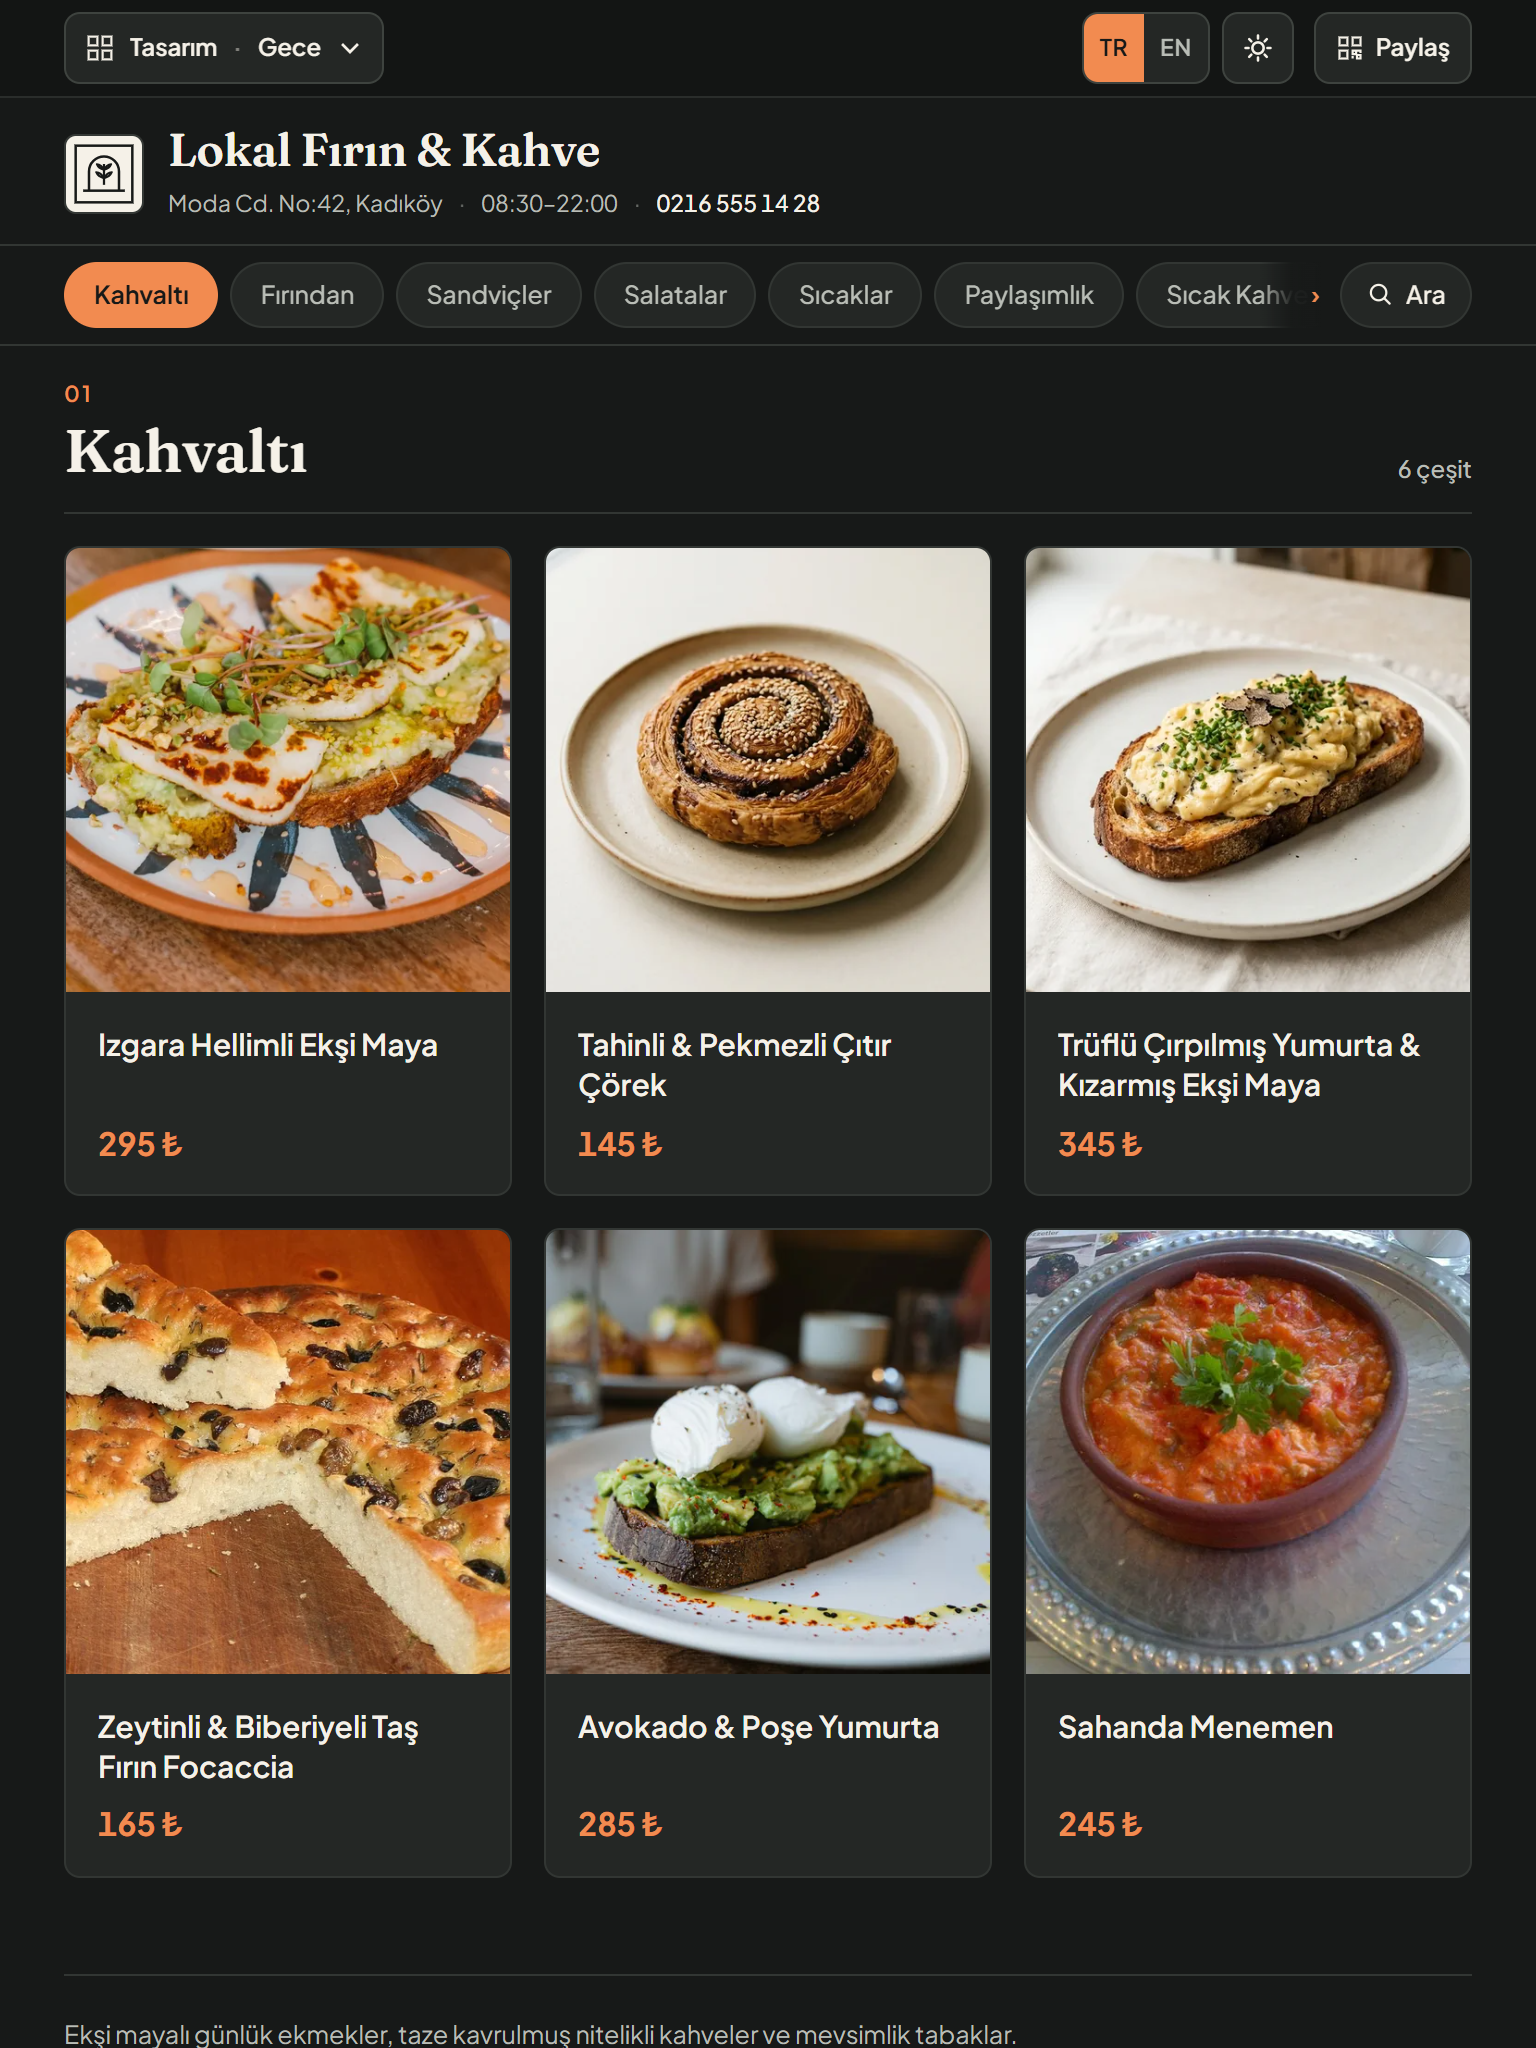 Tasarım · Gece
TR EN
Paylaş
Lokal Fırın & Kahve
Moda Cd. No:42, Kadıköy · 08:30–22:00 · 0216 555 14 28
Kahvaltı Fırından Sandviçler Salatalar Sıcaklar Paylaşımlık Sıcak Kahve › Ara
01
Kahvaltı
6 çeşit
Izgara Hellimli Ekşi Maya
295 ₺
Tahinli & Pekmezli Çıtır
Çörek
145 ₺
Trüflü Çırpılmış Yumurta &
Kızarmış Ekşi Maya
345 ₺
Zeytinli & Biberiyeli Taş
Fırın Focaccia
165 ₺
Avokado & Poşe Yumurta
285 ₺
Sahanda Menemen
245 ₺
Ekşi mayalı günlük ekmekler, taze kavrulmuş nitelikli kahveler ve mevsimlik tabaklar.